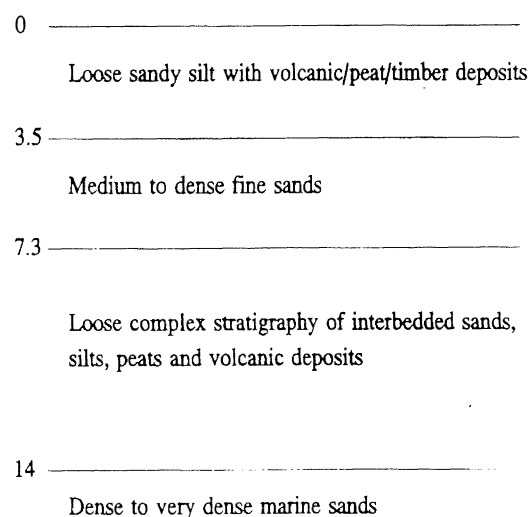 0
Loose sandy silt with volcanic/peat/timber deposits
3.5
Medium to dense fine sands
7.3
Loose complex stratigraphy of interbedded sands,
silts, peats and volcanic deposits
14
Dense to very dense marine sands